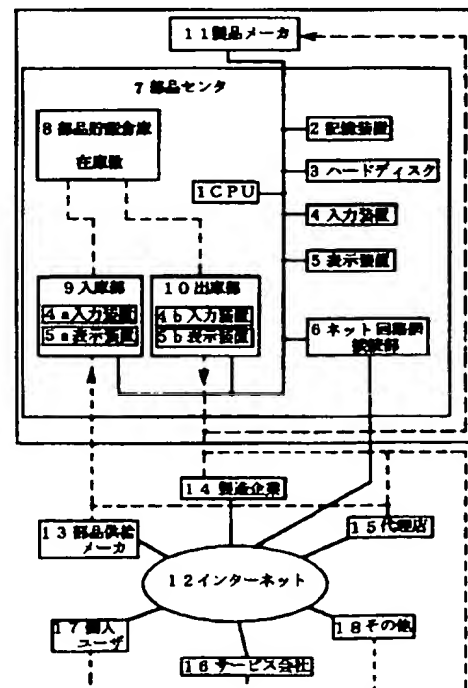 11製品メーカ
7部品センタ
8部品貯蔵倉庫
在庫数
2記憶装置
3ハードディスク
1CPU
4入力装置
5表示装置
9入庫部
4a入力装置
5a表示装置
10出庫部
4b入力装置
5b表示装置
6ネット回路網
接続部
14製造企業
13部品供給
メーカ
15代理店
12インターネット
17個人
ユーザ
18その他
16サービス会社